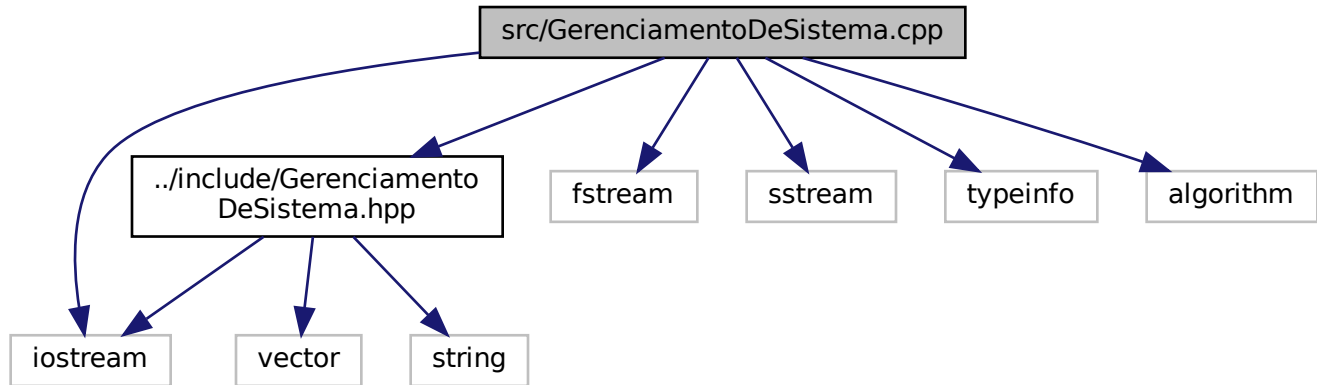 src/GerenciamentoDeSistema.cpp
../include/Gerenciamento
DeSistema.hpp
fstream
sstream
typeinfo
algorithm
iostream
vector
string